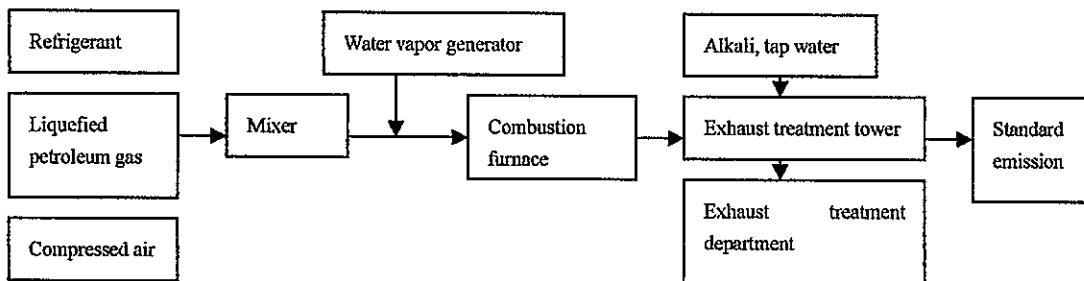 Refrigerant
Water vapor generator
Alkali, tap water
Liquefied
petroleum gas
Mixer
Combustion
furnace
Exhaust treatment tower
Standard
emission
Exhaust treatment
department
Compressed air